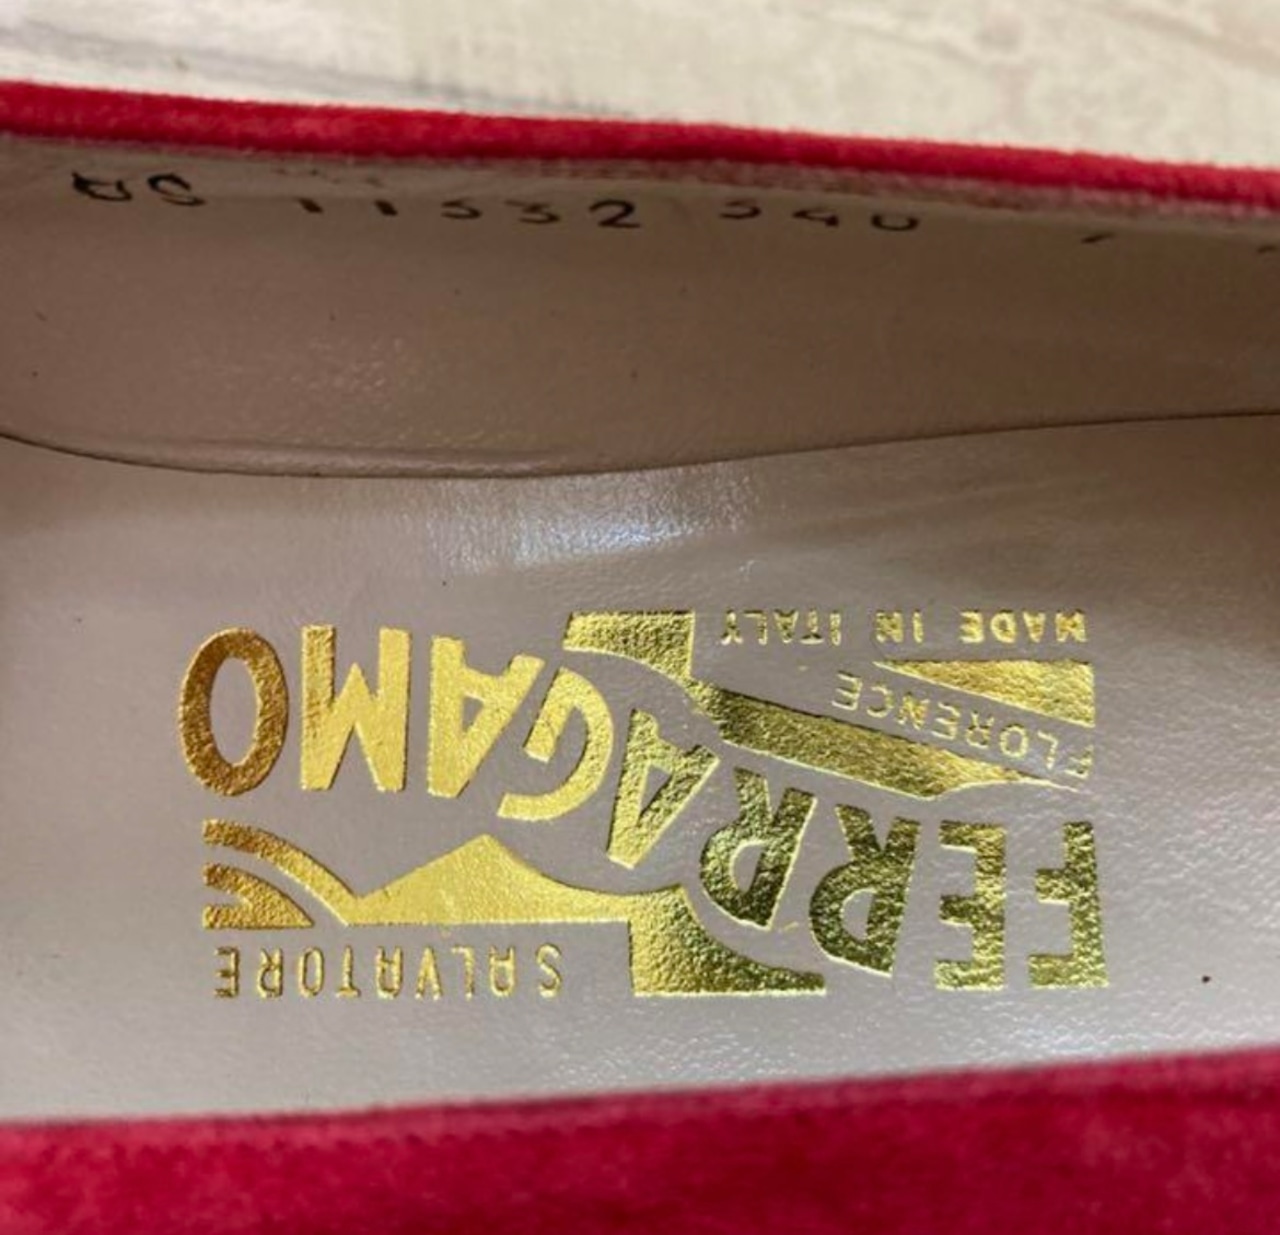 SALVATORE
FERRAGAMO
FLORENCE
MADE IN ITALY